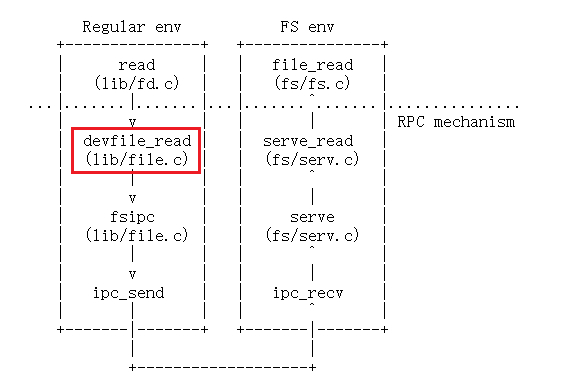 Regular env FS env
read file_read
(lib/fd.c) (fs/fs.c)
RPC mechanism
devfile_read serve_read
(lib/file.c) (fs/serv.c)
fsipc serve
(lib/file.c) (fs/serv.c)
ipc_send ipc_recv